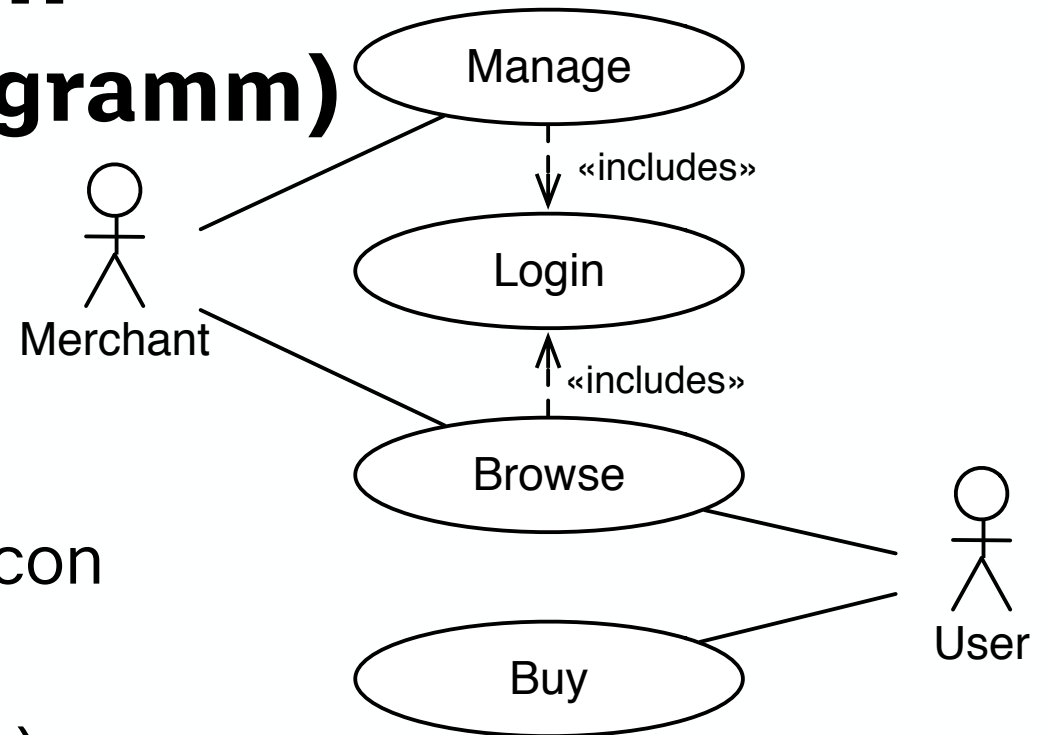 gramm)
Manage
«includes»
Login
Merchant
«includes»
Browse
con
User
Buy
)